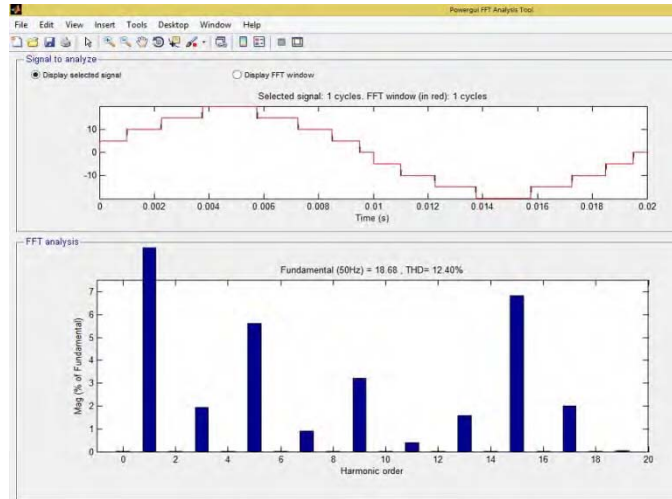 Powergui FFT Analysis Tool
File Edit View Insert Tools Desktop Window Help
Signal to analyze
Display selected signal Display FFT window
Selected signal: 1 cycles. FFT window (in red): 1 cycles
10
0
-10
0 0.002 0.004 0.006 0.008 0.01 0.012 0.014 0.016 0.018 0.02
Time (s)
FFT analysis
Fundamental (50Hz) = 18.68 , THD= 12.40%
7
6
5
4
3
2
1
0
Mag (% of Fundamental)
0 2 4 6 8 10 12 14 16 18 20
Harmonic order